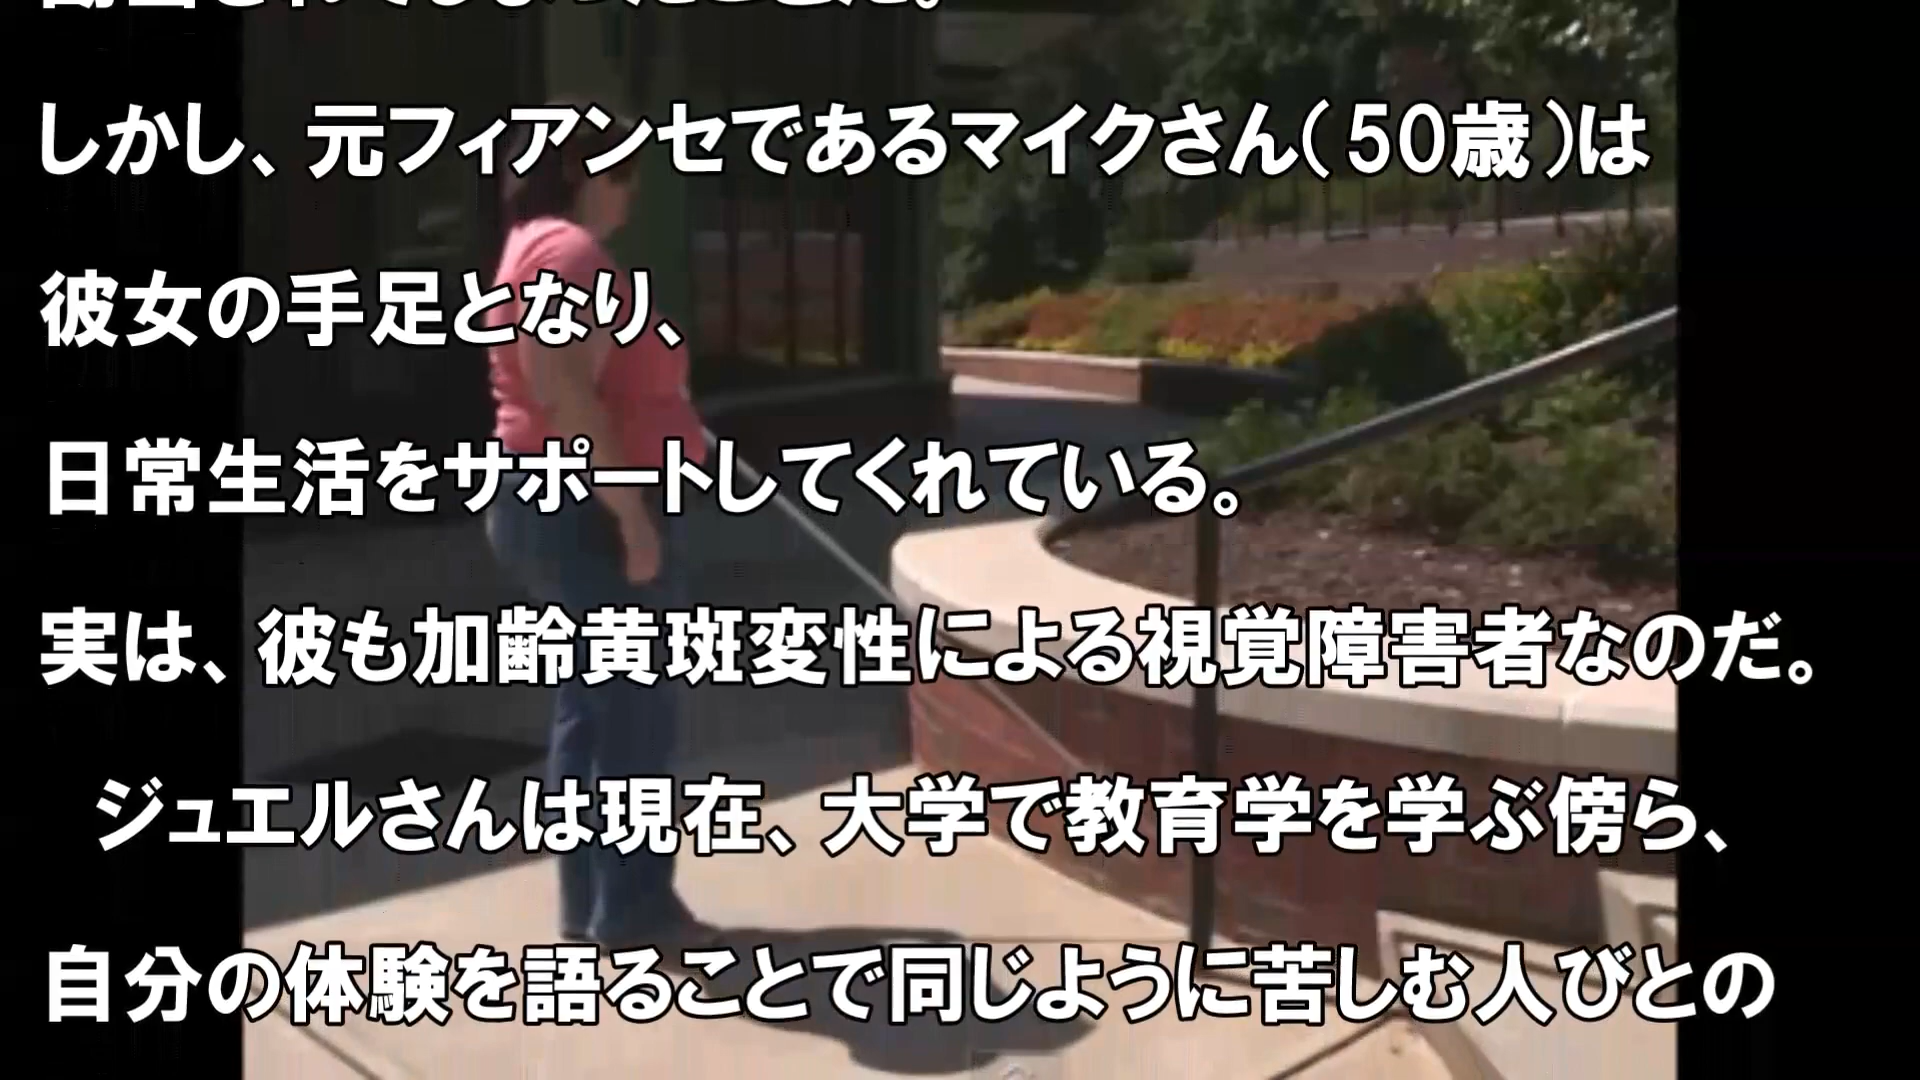 しかし、元フィアンセであるマイクさん（５０歳）は
彼女の手足となり、
日常生活をサポートしてくれている。
実は、彼も加齢黄斑変性による視覚障害者なのだ。
ジュエルさんは現在、大学で教育学を学ぶ傍ら、
自分の体験を語ることで同じように苦しむ人びとの